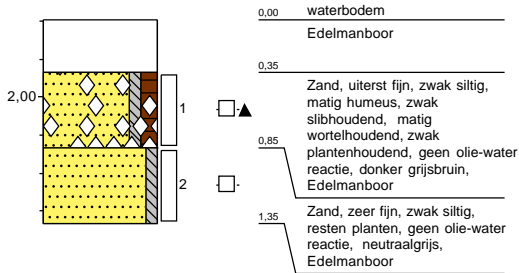 0,00 waterbodem
Edelmanboor
0,35
Zand, uiterst fijn, zwak siltig,
matig humeus, zwak
slibhoudend, matig
wortelhoudend, zwak
plantenhoudend, geen olie-water
reactie, donker grijsbruin,
Edelmanboor
0,85
Zand, zeer fijn, zwak siltig,
resten planten, geen olie-water
reactie, neutraalgrijs,
Edelmanboor
1,35
2,00
1
2